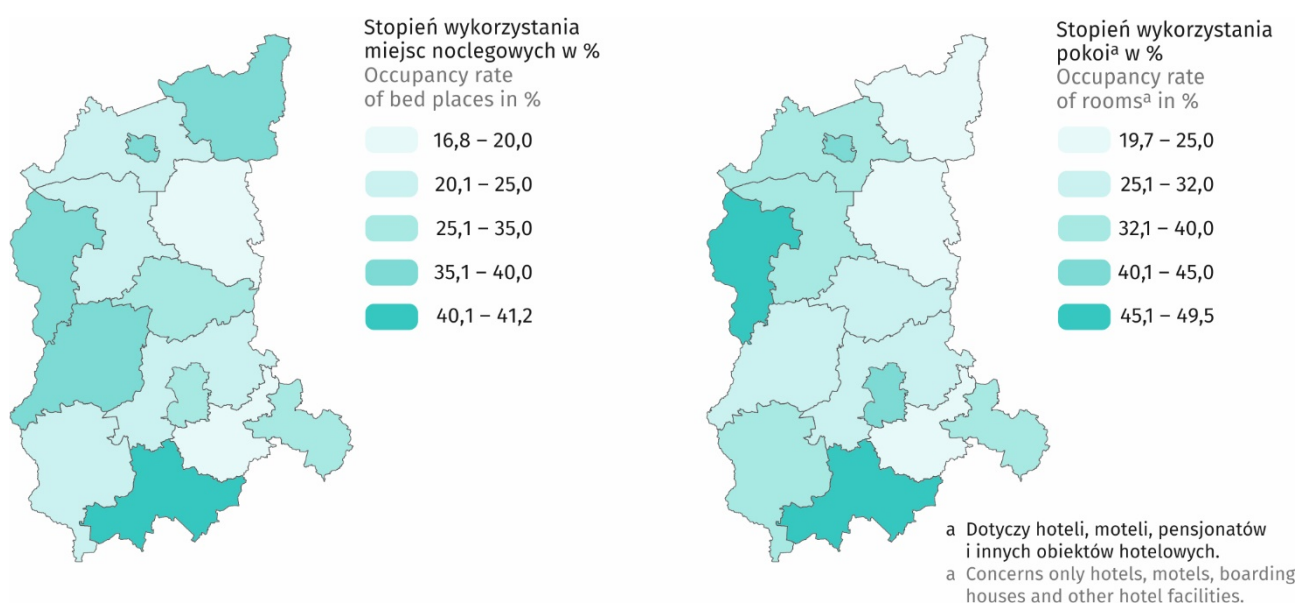 Stopień wykorzystania
miejsc noclegowych w %
Occupancy rate
of bed places in %
16,8 – 20,0
20,1 – 25,0
25,1 – 35,0
35,1 – 40,0
40,1 – 41,2
Stopień wykorzystania
pokoiᵃ w %
Occupancy rate
of roomsᵃ in %
19,7 – 25,0
25,1 – 32,0
32,1 – 40,0
40,1 – 45,0
45,1 – 49,5
a Dotyczy hoteli, moteli, pensjonatów
i innych obiektów hotelowych.
a Concerns only hotels, motels, boarding
houses and other hotel facilities.